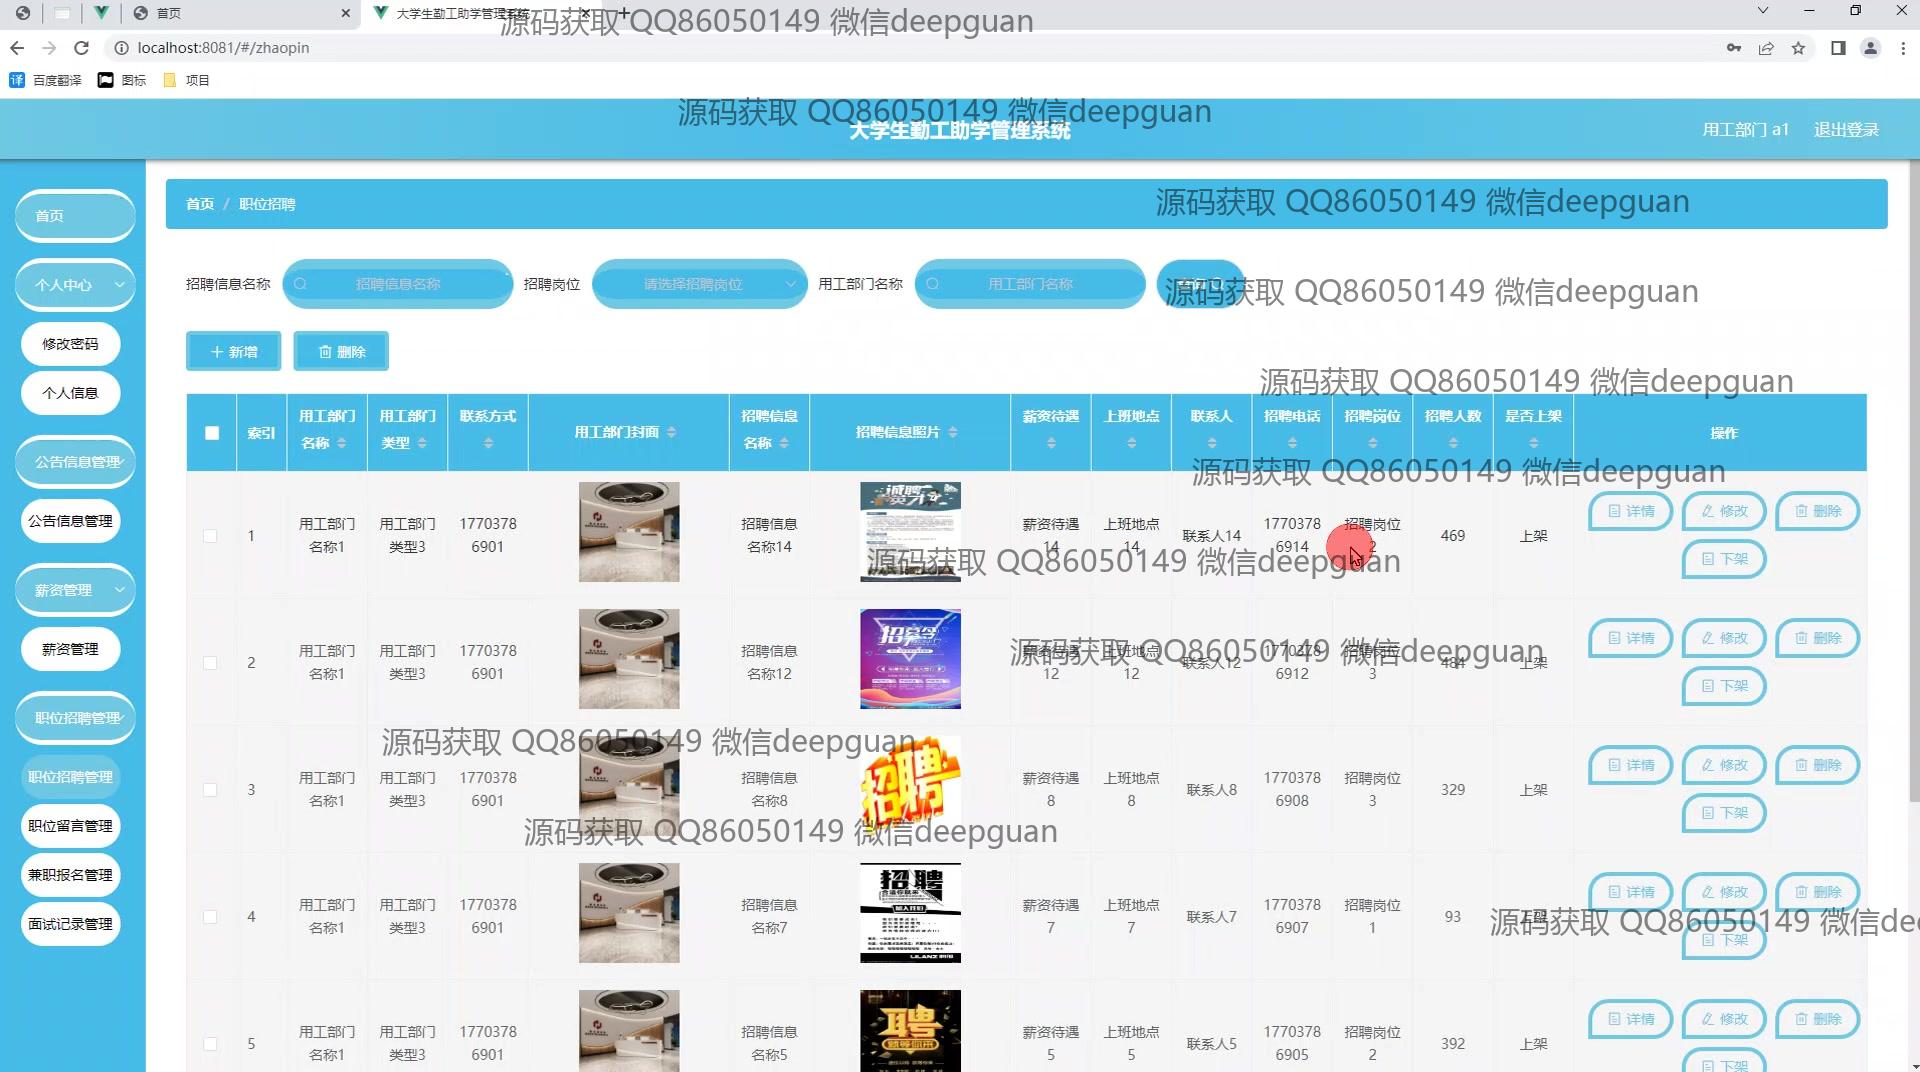 首页
大学生勤工助学管理系统
源码获取 QQ86050149 微信deepguan
localhost:8081/#/zhaopin
百度翻译
图标
项目
源码获取 QQ86050149 微信deepguan
大学生勤工助学管理系统
用工部门 a1
退出登录
首页
个人中心
修改密码
个人信息
公告信息管理
公告信息管理
薪资管理
薪资管理
职位招聘管理
职位招聘管理
职位留言管理
兼职报名管理
面试记录管理
首页 / 职位招聘
源码获取 QQ86050149 微信deepguan
招聘信息名称 招聘信息名称 招聘岗位 请选择招聘岗位 用工部门名称 用工部门名称
源码获取 QQ86050149 微信deepguan
新增 删除
源码获取 QQ86050149 微信deepguan
索引 用工部门名称 用工部门类型 联系方式 用工部门封面 招聘信息名称 招聘信息照片 薪资待遇 上班地点 联系人 招聘电话 招聘岗位 招聘人数 是否上架 操作
源码获取 QQ86050149 微信deepguan
1 用工部门名称1 用工部门类型3 17703786901 招聘信息名称14 薪资待遇14 上班地点14 联系人14 17703786914 招聘岗位2 469 上架 详情 修改 删除 下架
源码获取 QQ86050149 微信deepguan
2 用工部门名称1 用工部门类型3 17703786901 招聘信息名称12 薪资待遇12 上班地点12 联系人12 17703786912 招聘岗位3 484 上架 详情 修改 删除 下架
源码获取 QQ86050149 微信deepguan
源码获取 QQ86050149 微信deepguan
3 用工部门名称1 用工部门类型3 17703786901 招聘信息名称8 招聘 薪资待遇8 上班地点8 联系人8 17703786908 招聘岗位3 329 上架 详情 修改 删除 下架
源码获取 QQ86050149 微信deepguan
4 用工部门名称1 用工部门类型3 17703786901 招聘信息名称7 招聘 薪资待遇7 上班地点7 联系人7 17703786907 招聘岗位1 93 上架 详情 修改 删除 下架
源码获取 QQ86050149 微信dee
5 用工部门名称1 用工部门类型3 17703786901 招聘信息名称5 聘 薪资待遇5 上班地点5 联系人5 17703786905 招聘岗位2 392 上架 详情 修改 删除 下架